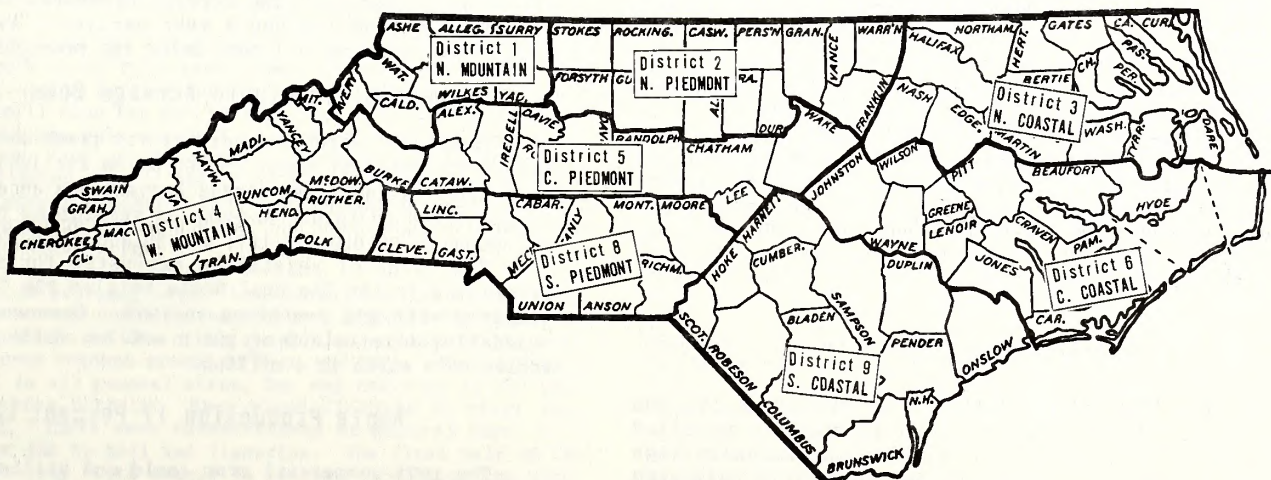 ASHE
ALLEG.
SURRY
STOKES
ROCKING.
CASW.
PERS'N
GRAN.
VANCE
WARR'N
HALIFAX
NORTHAM.
HERT.
GATES
CA.
CUR.
PAS.
PER.
CH.
District 1
N. MOUNTAIN
District 2
N. PIEDMONT
District 3
N. COASTAL
WAT.
WILKES
YAD.
FORSYTH
DUR.
FRANKLIN
NASH
EDGE.
BERTIE
MARTIN
WASH.
TYRR.
DARE
MIT.
AVERY
CALD.
ALEX.
IREDELL
DAVIE
RANDOLPH
CHATHAM
WAKE
YANCEY
MADI.
HAYW.
BUNCOM.
McDOW.
BURKE
CATAW.
District 5
C. PIEDMONT
LEE
JOHNSTON
WILSON
PITT
BEAUFORT
HYDE
SWAIN
GRAH.
CHEROKEE
CL.
MAC.
JA.
District 4
W. MOUNTAIN
TRAN.
HEND.
RUTHER.
POLK
CLEVE.
LINC.
GAST.
CABAR.
MONT.
MOORE
HARNETT
GREENE
LENOIR
WAYNE
CRAVEN
PAM.
District 8
S. PIEDMONT
RICHM.
UNION
ANSON
HOKE
CUMBER.
SAMPSON
DUPLIN
JONES
District 6
C. COASTAL
CAR.
SCOT.
ROBESON
BLADEN
PENDER
ONSLOW
District 9
S. COASTAL
COLUMBUS
N.H.
BRUNSWICK